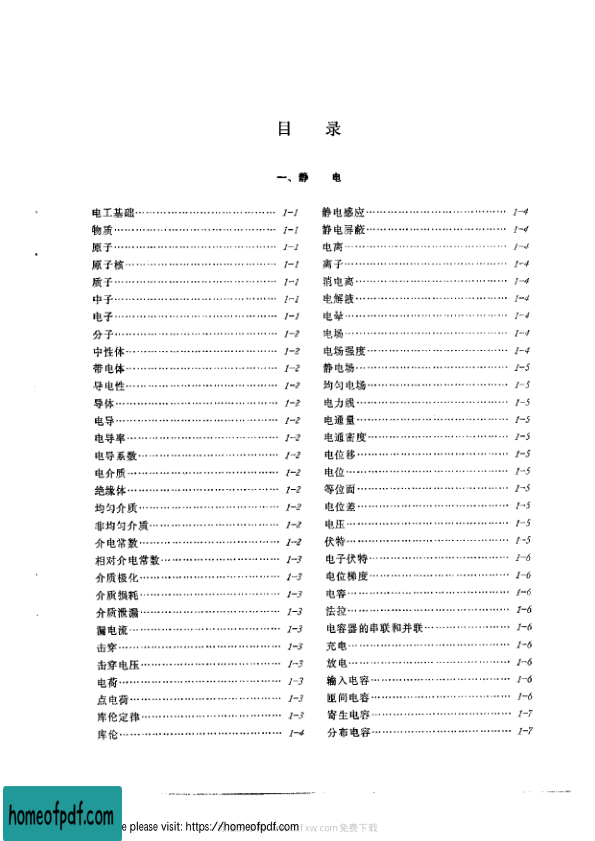 目 录
一、静 电
电工基础 1-1
物质 1-1
原子 1-1
原子核 1-1
质子 1-1
中子 1-1
电子 1-1
分子 1-2
中性体 1-2
带电体 1-2
导电性 1-2
导体 1-2
电导 1-2
电导率 1-2
电导系数 1-2
电介质 1-2
绝缘体 1-2
均匀介质 1-2
非均匀介质 1-2
介电常数 1-2
相对介电常数 1-3
介质极化 1-3
介质损耗 1-3
介质泄漏 1-3
漏电流 1-3
击穿 1-3
击穿电压 1-3
电荷 1-3
点电荷 1-3
库伦定律 1-3
库伦 1-4
静电感应 1-4
静电屏蔽 1-4
电离 1-4
离子 1-4
消电离 1-4
电解液 1-4
电晕 1-4
电场 1-4
电场强度 1-4
静电场 1-5
均匀电场 1-5
电力线 1-5
电通量 1-5
电通密度 1-5
电位移 1-5
电位 1-5
等位面 1-5
电位差 1-5
电压 1-5
伏特 1-5
电子伏特 1-6
电位梯度 1-6
电容 1-6
法拉 1-6
电容器的串联和并联 1-6
充电 1-6
放电 1-6
输入电容 1-6
匝间电容 1-6
寄生电容 1-7
分布电容 1-7
homeofpdf.com
e please visit: https://homeofpdf.com
fxw.com免费下载